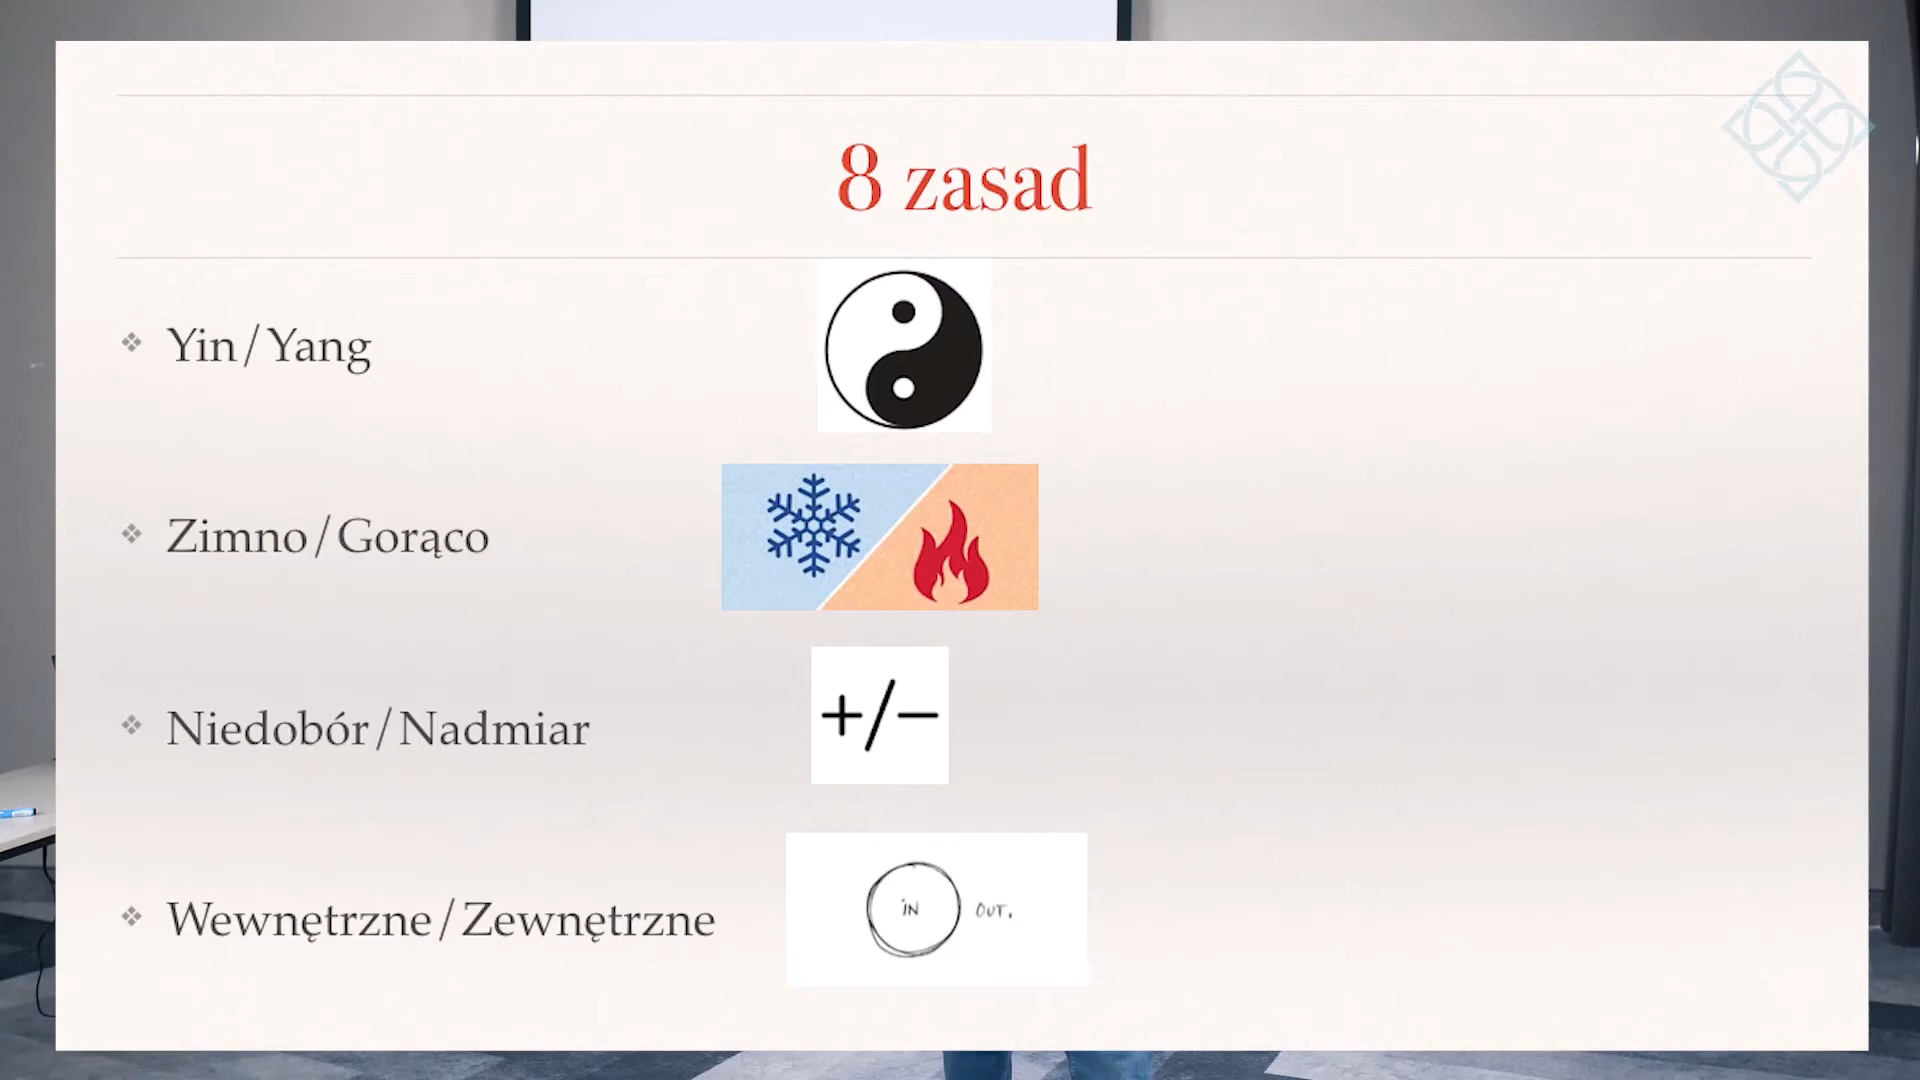 8 zasad
Yin/Yang
Zimno/Gorąco
Niedobór/Nadmiar
+/−
Wewnętrzne/Zewnętrzne
IN OUT.